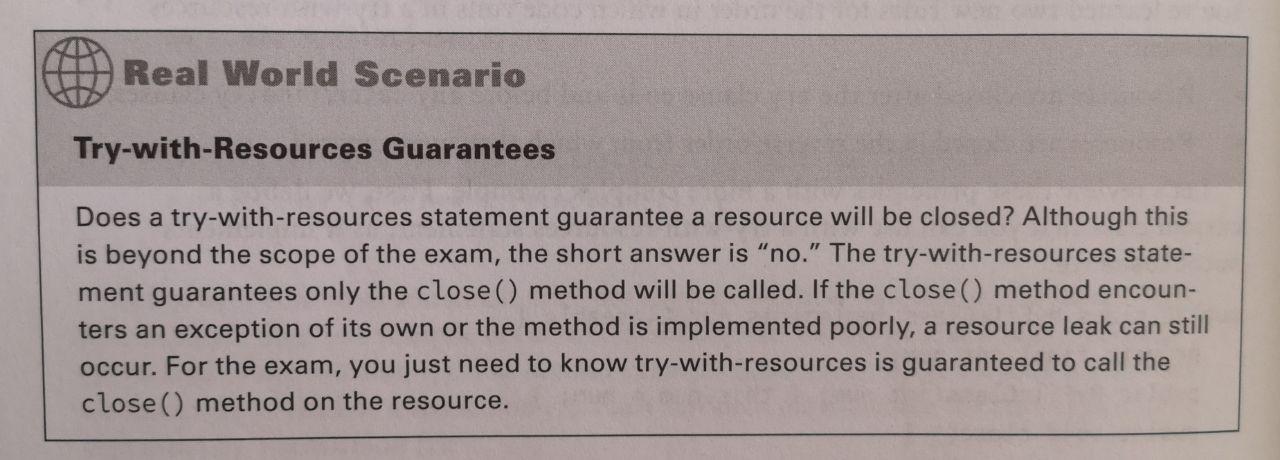 Real World Scenario
Try-with-Resources Guarantees
Does a try-with-resources statement guarantee a resource will be closed? Although this
is beyond the scope of the exam, the short answer is “no.” The try-with-resources state-
ment guarantees only the close() method will be called. If the close() method encoun-
ters an exception of its own or the method is implemented poorly, a resource leak can still
occur. For the exam, you just need to know try-with-resources is guaranteed to call the
close() method on the resource.